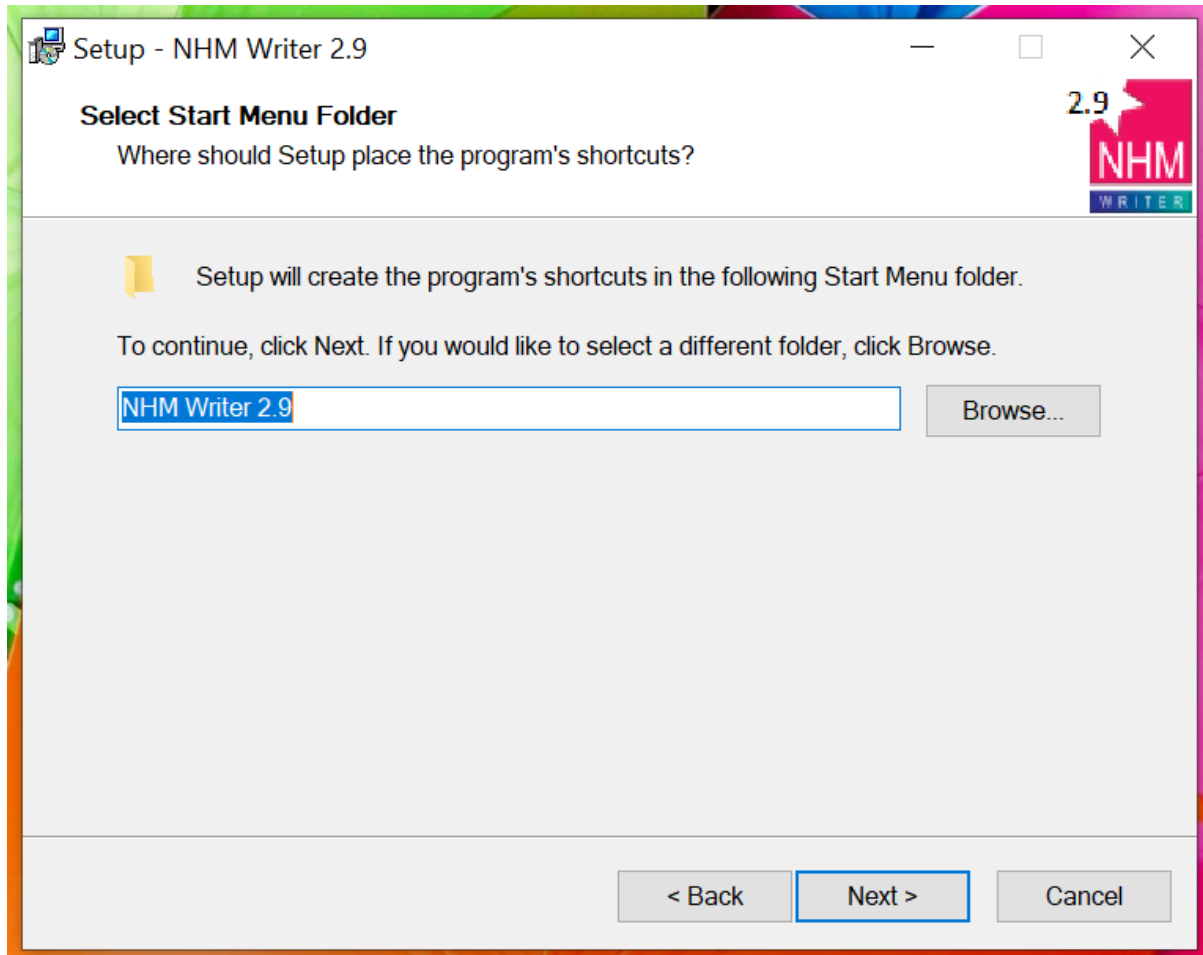 Setup - NHM Writer 2.9
Select Start Menu Folder
Where should Setup place the program's shortcuts?
2.9
NHM
WRITER
Setup will create the program's shortcuts in the following Start Menu folder.
To continue, click Next. If you would like to select a different folder, click Browse.
NHM Writer 2.9
Browse...
< Back
Next >
Cancel